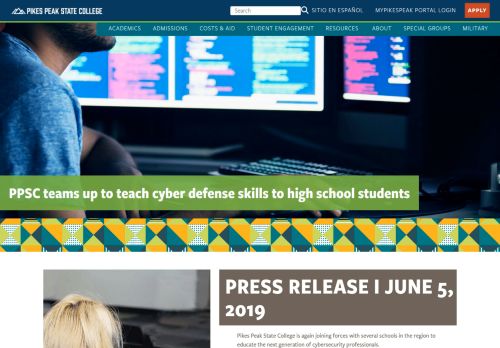 PIKES PEAK STATE COLLEGE
Search
SITIO EN ESPAÑOL
MYPIKESPEAK PORTAL LOGIN
APPLY
ACADEMICS ADMISSIONS COSTS & AID STUDENT ENGAGEMENT RESOURCES ABOUT SPECIAL GROUPS MILITARY
PPSC teams up to teach cyber defense skills to high school students
PRESS RELEASE I JUNE 5,
2019
Pikes Peak State College is again joining forces with several schools in the region to
educate the next generation of cybersecurity professionals.